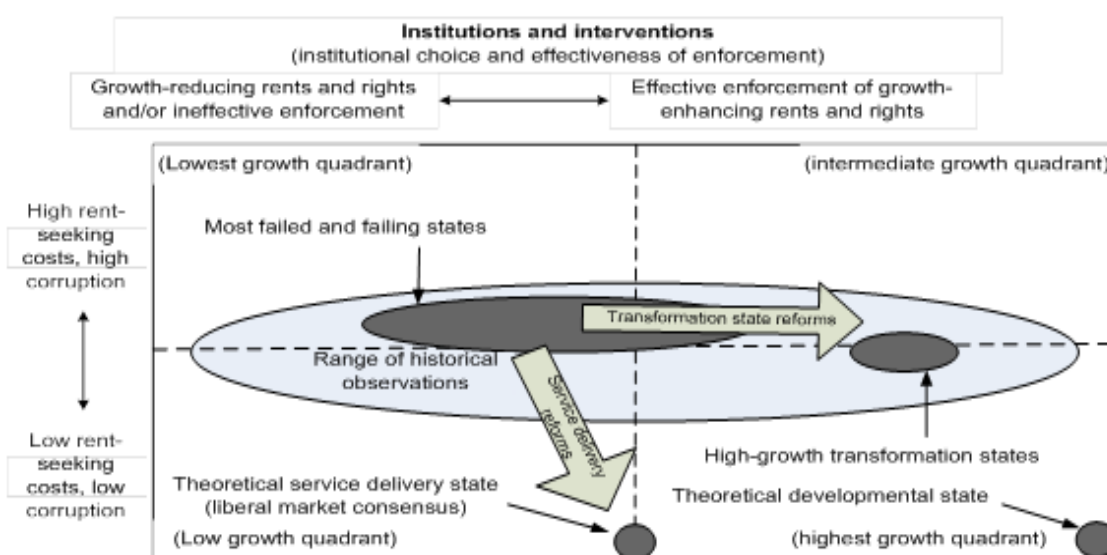 Institutions and interventions
(institutional choice and effectiveness of enforcement)
Growth-reducing rents and rights
and/or ineffective enforcement
Effective enforcement of growth-
enhancing rents and rights
(Lowest growth quadrant)
(intermediate growth quadrant)
High rent-
seeking
costs, high
corruption
Most failed and failing states
Transformation state reforms
Range of historical
observations
Service delivery
reforms
Low rent-
seeking
costs, low
corruption
High-growth transformation states
Theoretical service delivery state
(liberal market consensus)
Theoretical developmental state
(Low growth quadrant)
(highest growth quadrant)